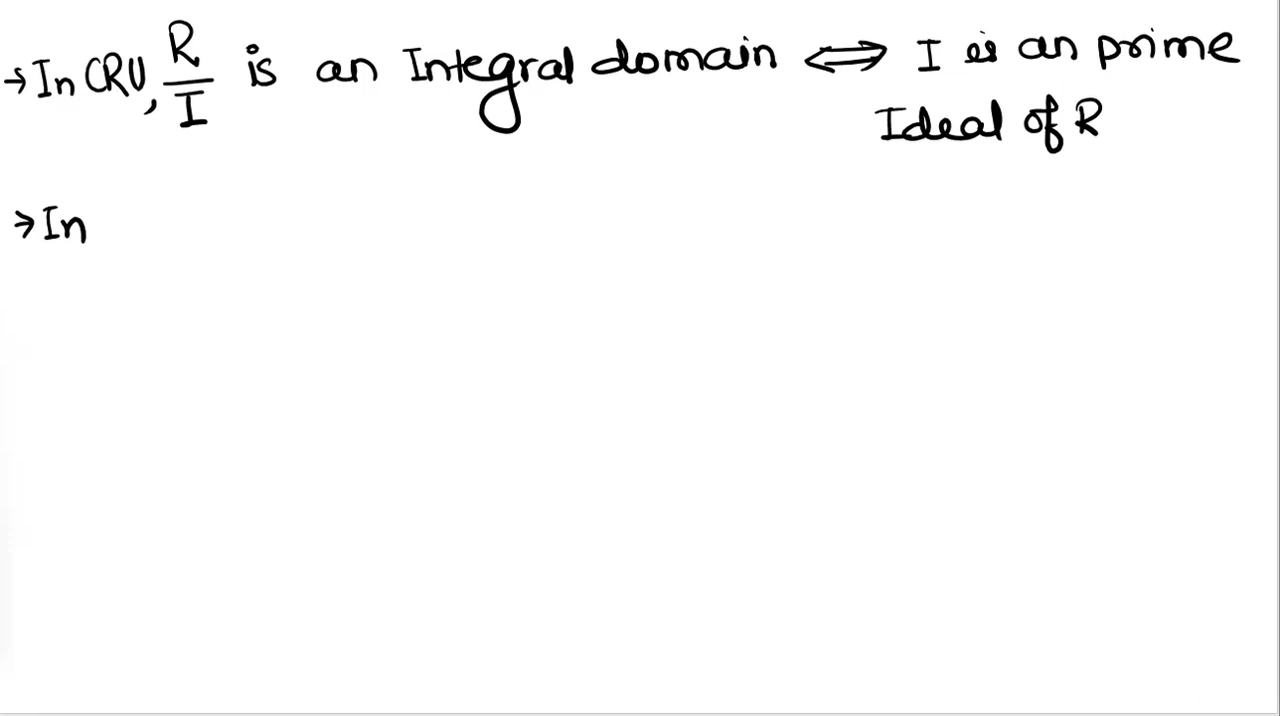 → In CRU, R/I is an Integral domain ⟺ I is an prime
Ideal of R
→ In